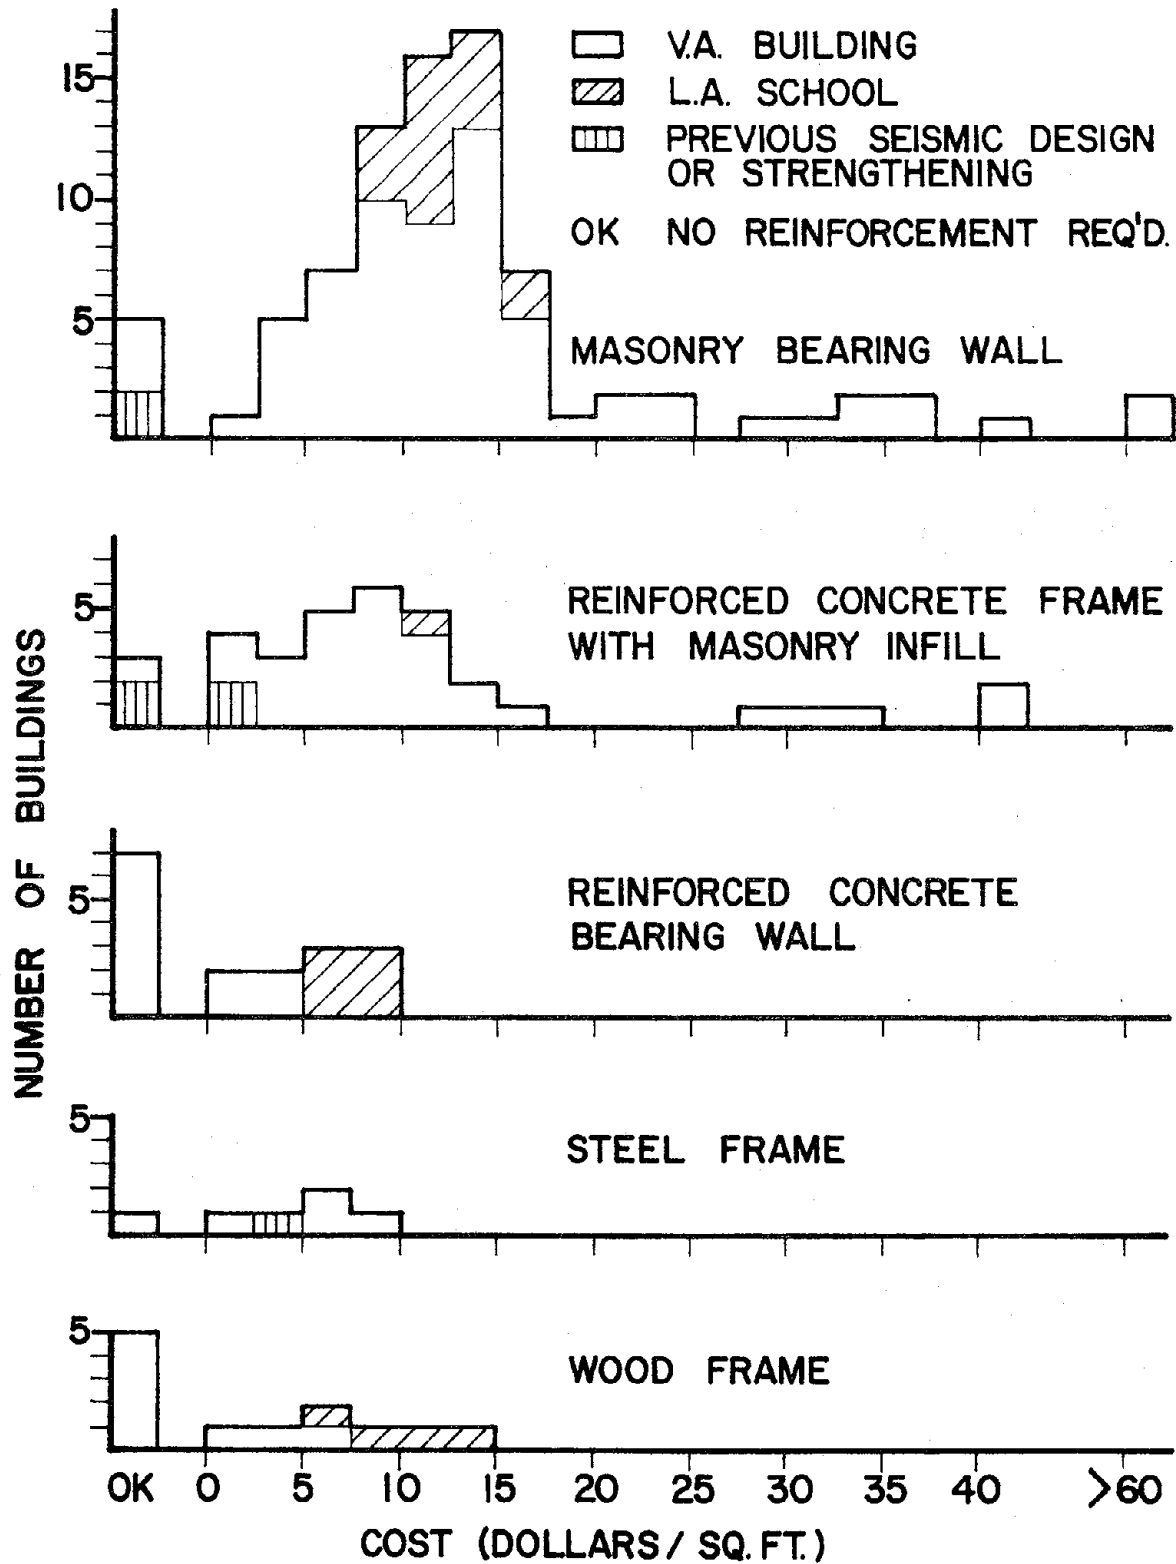 15
10
5
V.A. BUILDING
L.A. SCHOOL
PREVIOUS SEISMIC DESIGN
OR STRENGTHENING
OK NO REINFORCEMENT REQ'D.
MASONRY BEARING WALL
5
REINFORCED CONCRETE FRAME
WITH MASONRY INFILL
5
REINFORCED CONCRETE
BEARING WALL
5
STEEL FRAME
5
WOOD FRAME
NUMBER OF BUILDINGS
OK 0 5 10 15 20 25 30 35 40 >60
COST (DOLLARS/ SQ. FT.)